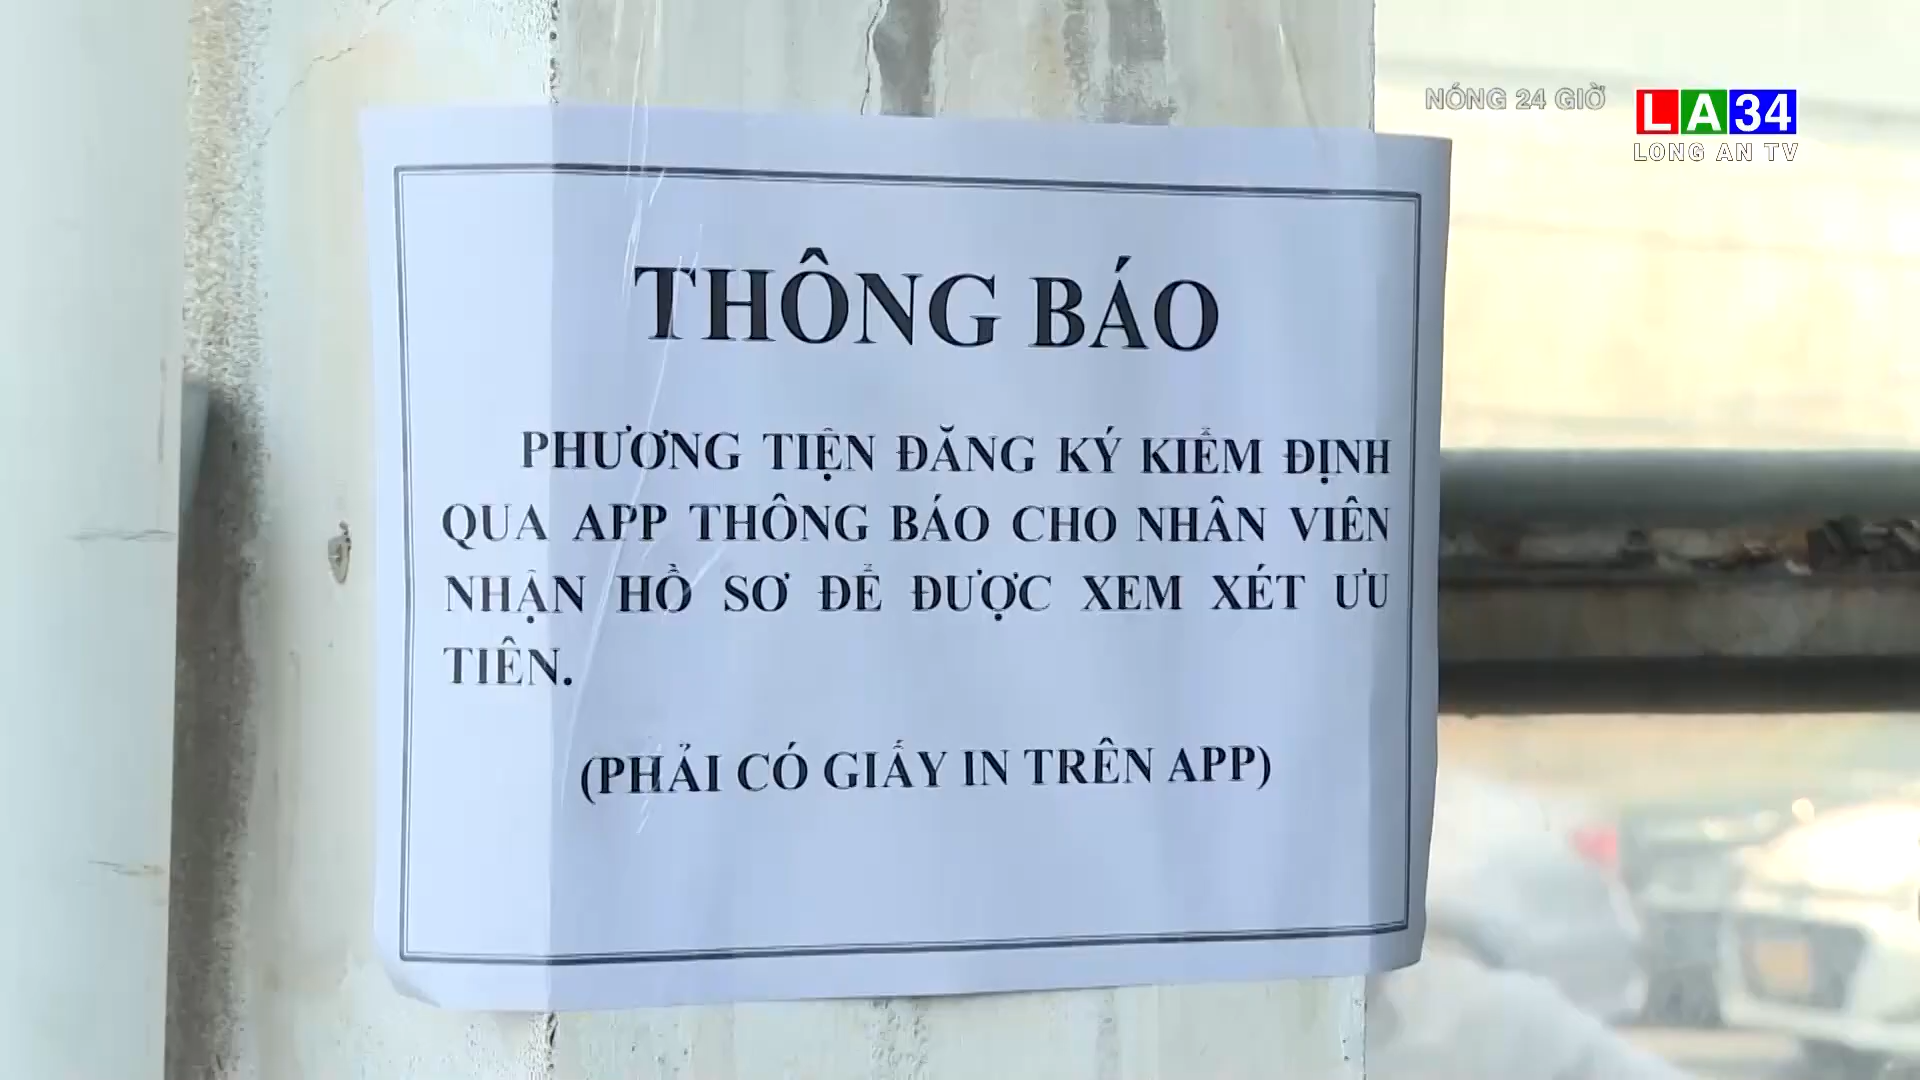 NÓNG 24 GIỜ
LA34
LONG AN TV
THÔNG BÁO
PHƯƠNG TIỆN ĐĂNG KÝ KIỂM ĐỊNH
QUA APP THÔNG BÁO CHO NHÂN VIÊN
NHẬN HỒ SƠ ĐỂ ĐƯỢC XEM XÉT ƯU
TIÊN.
(PHẢI CÓ GIẤY IN TRÊN APP)